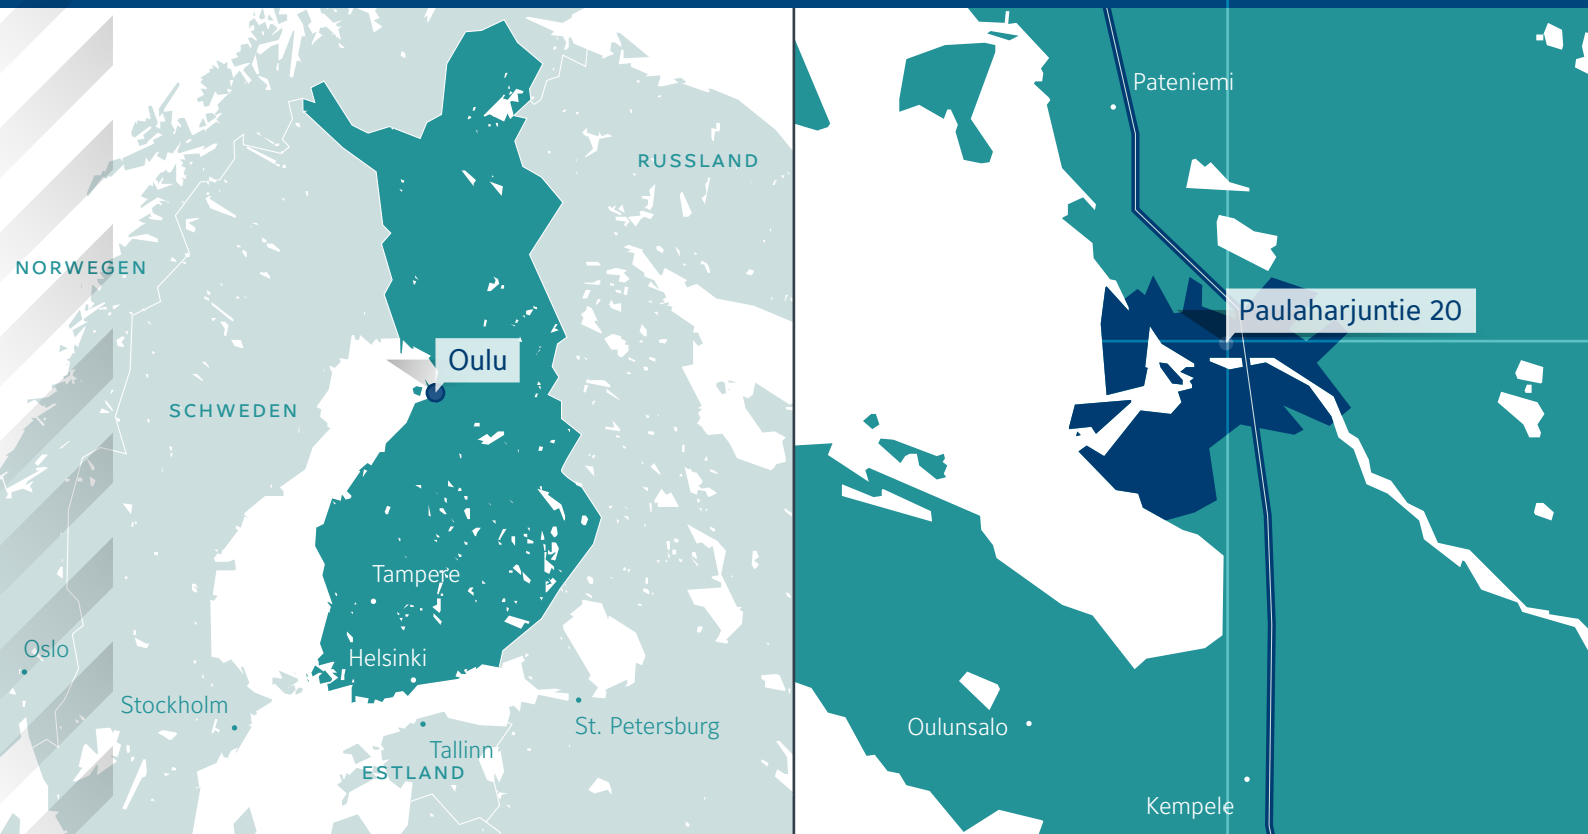 RUSSLAND
NORWEGEN
Oulu
SCHWEDEN
Tampere
Oslo
Helsinki
Stockholm
St. Petersburg
Tallinn
ESTLAND
Pateniemi
Paulaharjuntie 20
Oulunsalo
Kempele